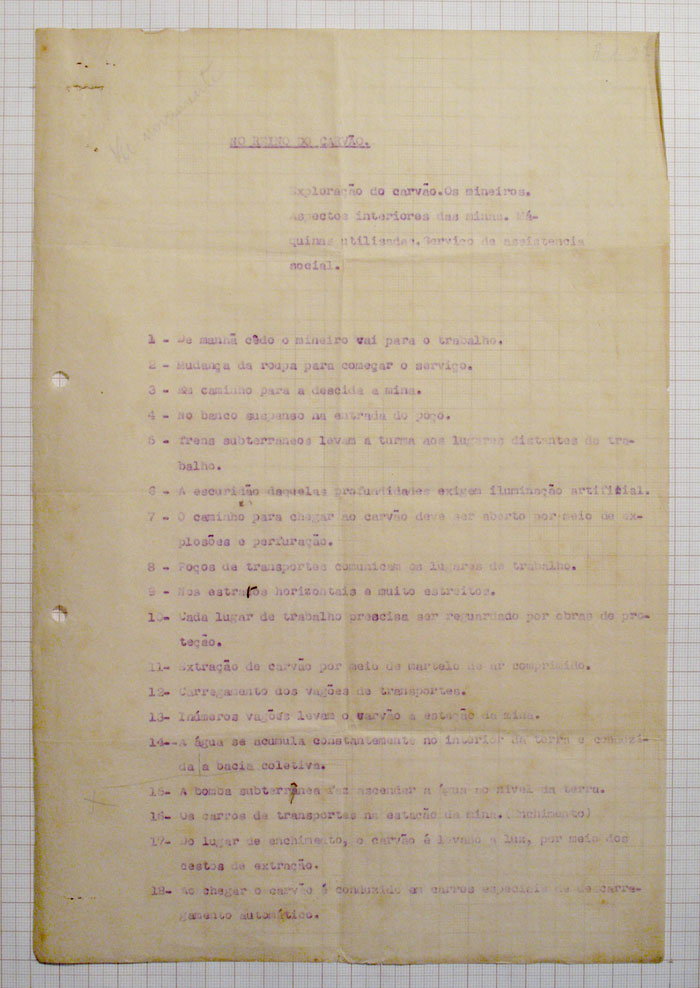 NO REINO DO CARVÃO.
Exploração do carvão.Os mineiros.
Aspectos interiores das minas. Má-
quinas utilisadas.Serviço de assistencia
social.
1 - De manhã cêdo o mineiro vai para o trabalho.
2 - Mudança da roupa para começar o serviço.
3 - Em caminho para a descida a mina.
4 - No banco suspenso na entrada do poço.
5 - Trens subterrâneos levam a turma aos lugares distantes de tra-
balho.
6 - A escuridão daquelas profundidades exigem iluminação artificial.
7 - O caminho para chegar ao carvão deve ser aberto por meio de ex-
plosões e perfuração.
8 - Poços de transportes comunicam os lugares de trabalho.
9 - Nos estratos horizontais e muito estreitos.
10- Cada lugar de trabalho prescisa ser reguardado por obras de pro-
teção.
11- Extração de carvão por meio de martelo de ar comprimido.
12- Carregamento dos vagões de transportes.
13- Inúmeros vagões levam o carvão a estação da mina.
14- A água se acumula constantemente no interior da terra e conduzi-
da a bacia coletiva.
15- A bomba subterrânea faz ascender a água ao nível da terra.
16- Os carros de transportes na estação da mina.(Enchimento)
17- Do lugar de enchimento, o carvão é levado a luz, por meio dos
cestos de extração.
18- Ao chegar o carvão é conduzido em carros especiais de descarre-
gamento automático.